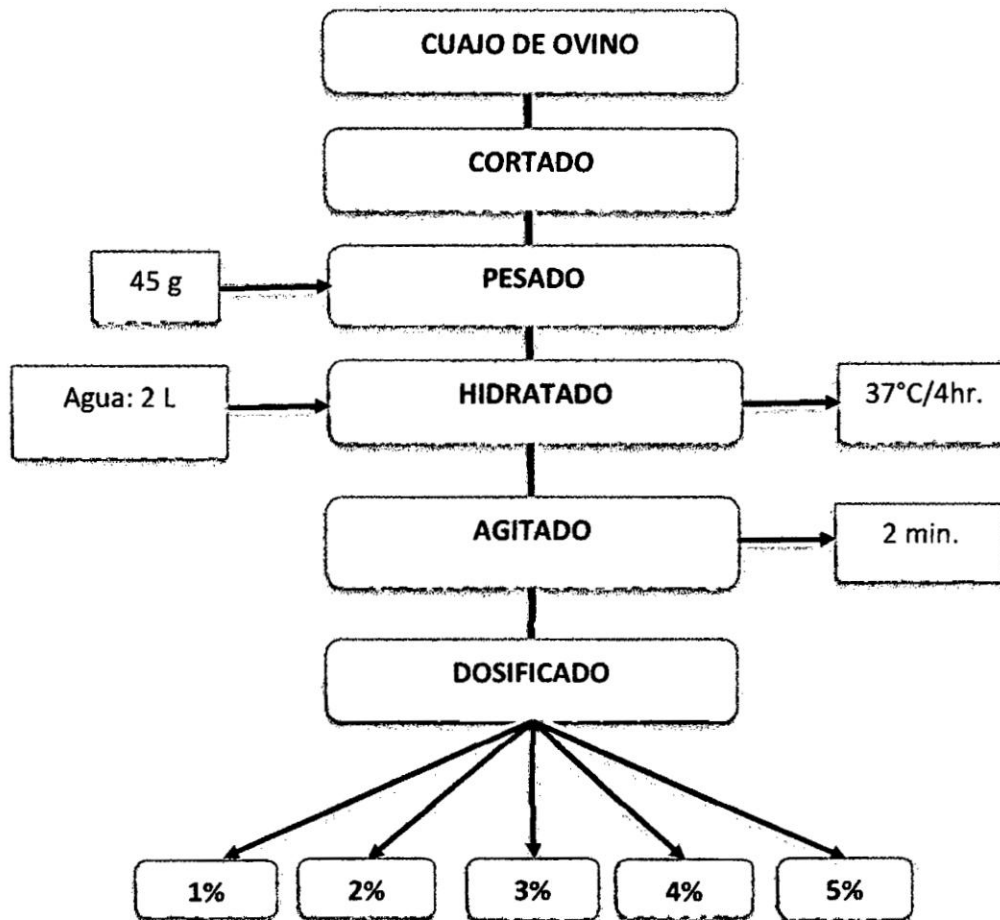 CUAJO DE OVINO
CORTADO
45 g
PESADO
Agua: 2 L
HIDRATADO
37°C/4hr.
AGITADO
2 min.
DOSIFICADO
1%
2%
3%
4%
5%